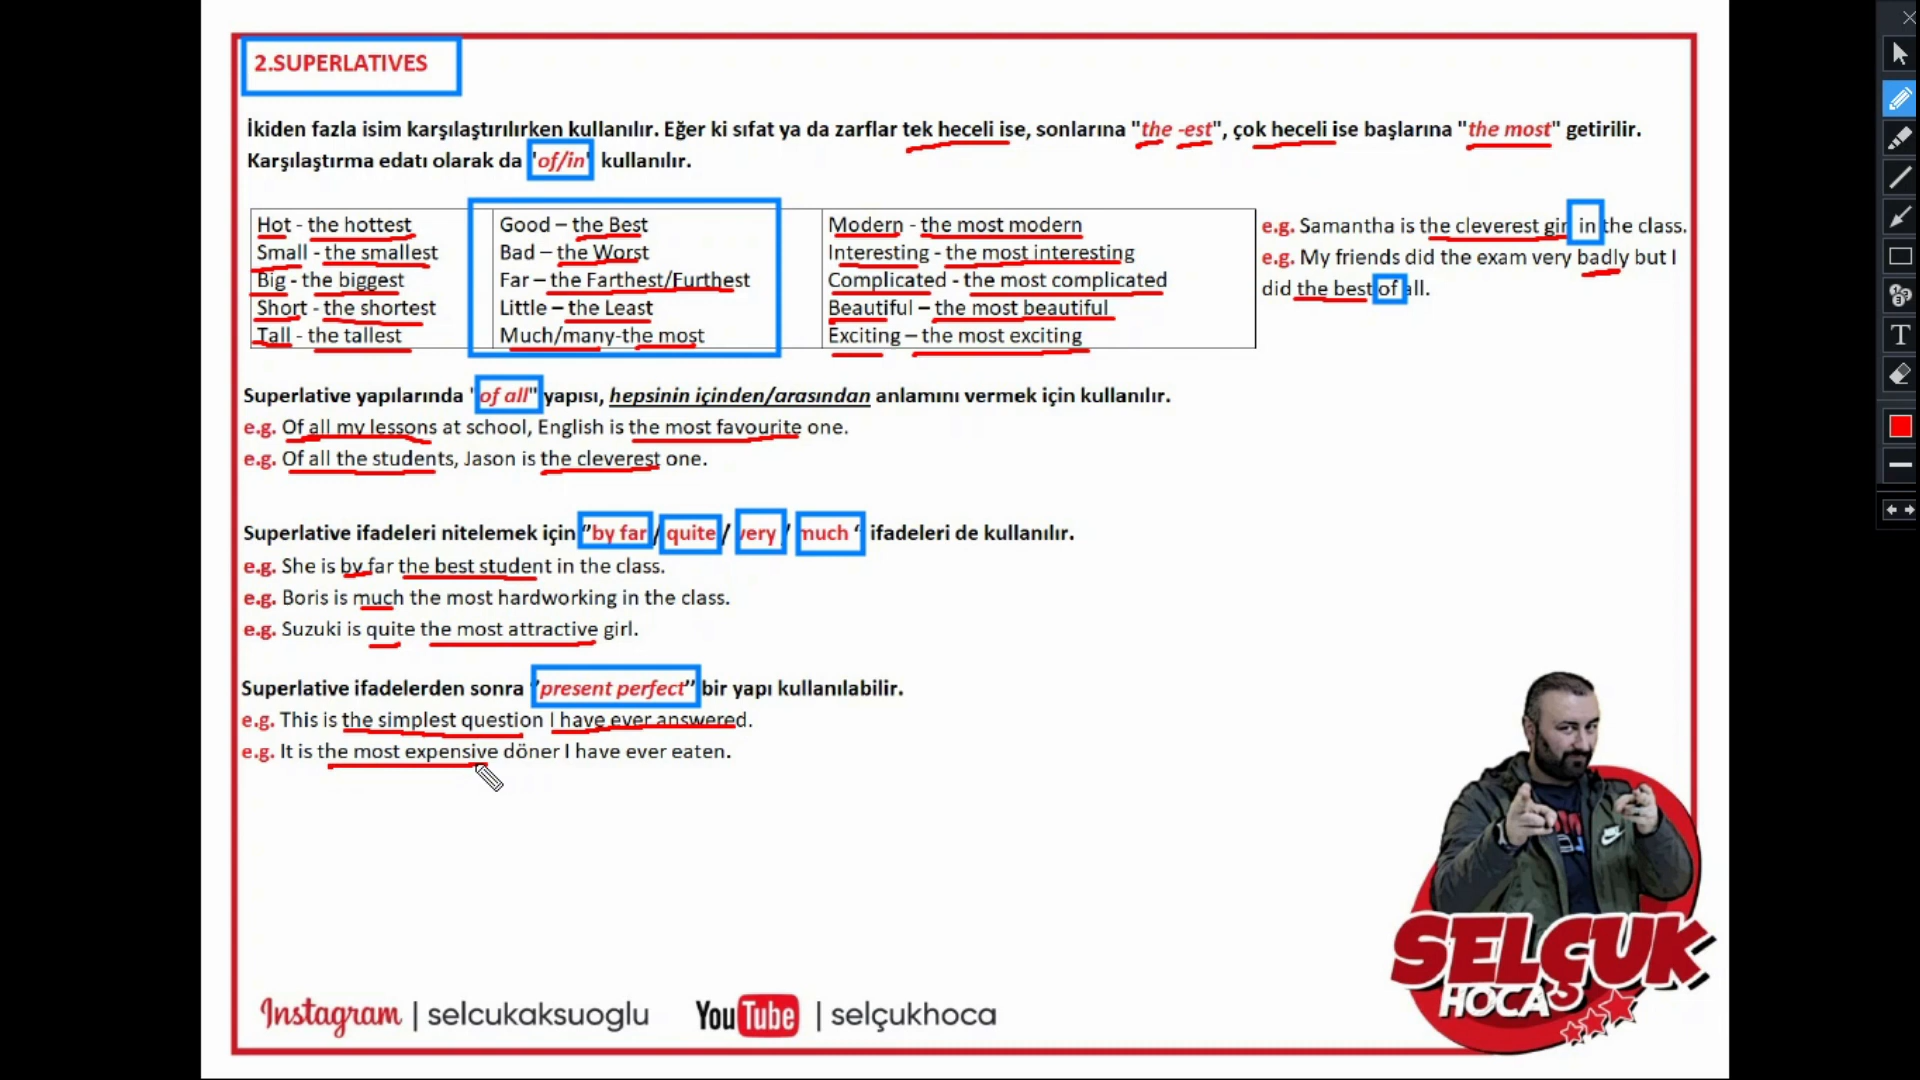 2.SUPERLATIVES
İkiden fazla isim karşılaştırılırken kullanılır. Eğer ki sıfat ya da zarflar tek heceli ise, sonlarına "the -est", çok heceli ise başlarına "the most" getirilir.
Karşılaştırma edatı olarak da "of/in" kullanılır.
Hot - the hottest
Small - the smallest
Big - the biggest
Short - the shortest
Tall - the tallest
Good – the Best
Bad – the Worst
Far – the Farthest/Furthest
Little – the Least
Much/many-the most
Modern - the most modern
Interesting - the most interesting
Complicated - the most complicated
Beautiful – the most beautiful
Exciting – the most exciting
e.g. Samantha is the cleverest girl in the class.
e.g. My friends did the exam very badly but I
did the best of all.
Superlative yapılarında "of all" yapısı, hepsinin içinden/arasından anlamını vermek için kullanılır.
e.g. Of all my lessons at school, English is the most favourite one.
e.g. Of all the students, Jason is the cleverest one.
Superlative ifadeleri nitelemek için "by far / quite / very / much " ifadeleri de kullanılır.
e.g. She is by far the best student in the class.
e.g. Boris is much the most hardworking in the class.
e.g. Suzuki is quite the most attractive girl.
Superlative ifadelerden sonra "present perfect" bir yapı kullanılabilir.
e.g. This is the simplest question I have ever answered.
e.g. It is the most expensive döner I have ever eaten.
SELÇUK
HOCA
Instagram | selcukaksuoglu YouTube | selçukhoca